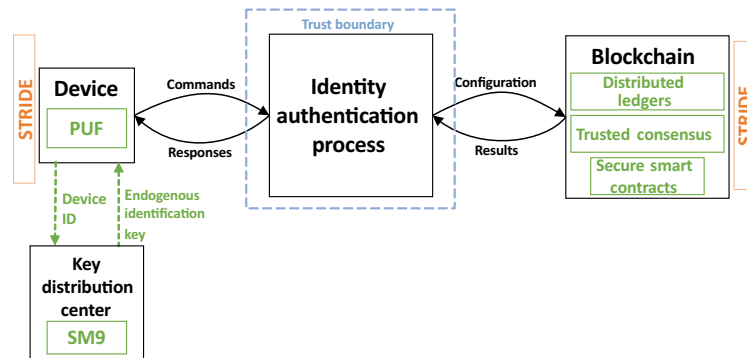 Trust boundary
STRIDE
Device
PUF
Commands
Responses
Identity
authentication
process
Configuration
Results
Blockchain
Distributed
ledgers
Trusted consensus
Secure smart
contracts
STRIDE
Device
ID
Endogenous
identification
key
Key
distribution
center
SM9